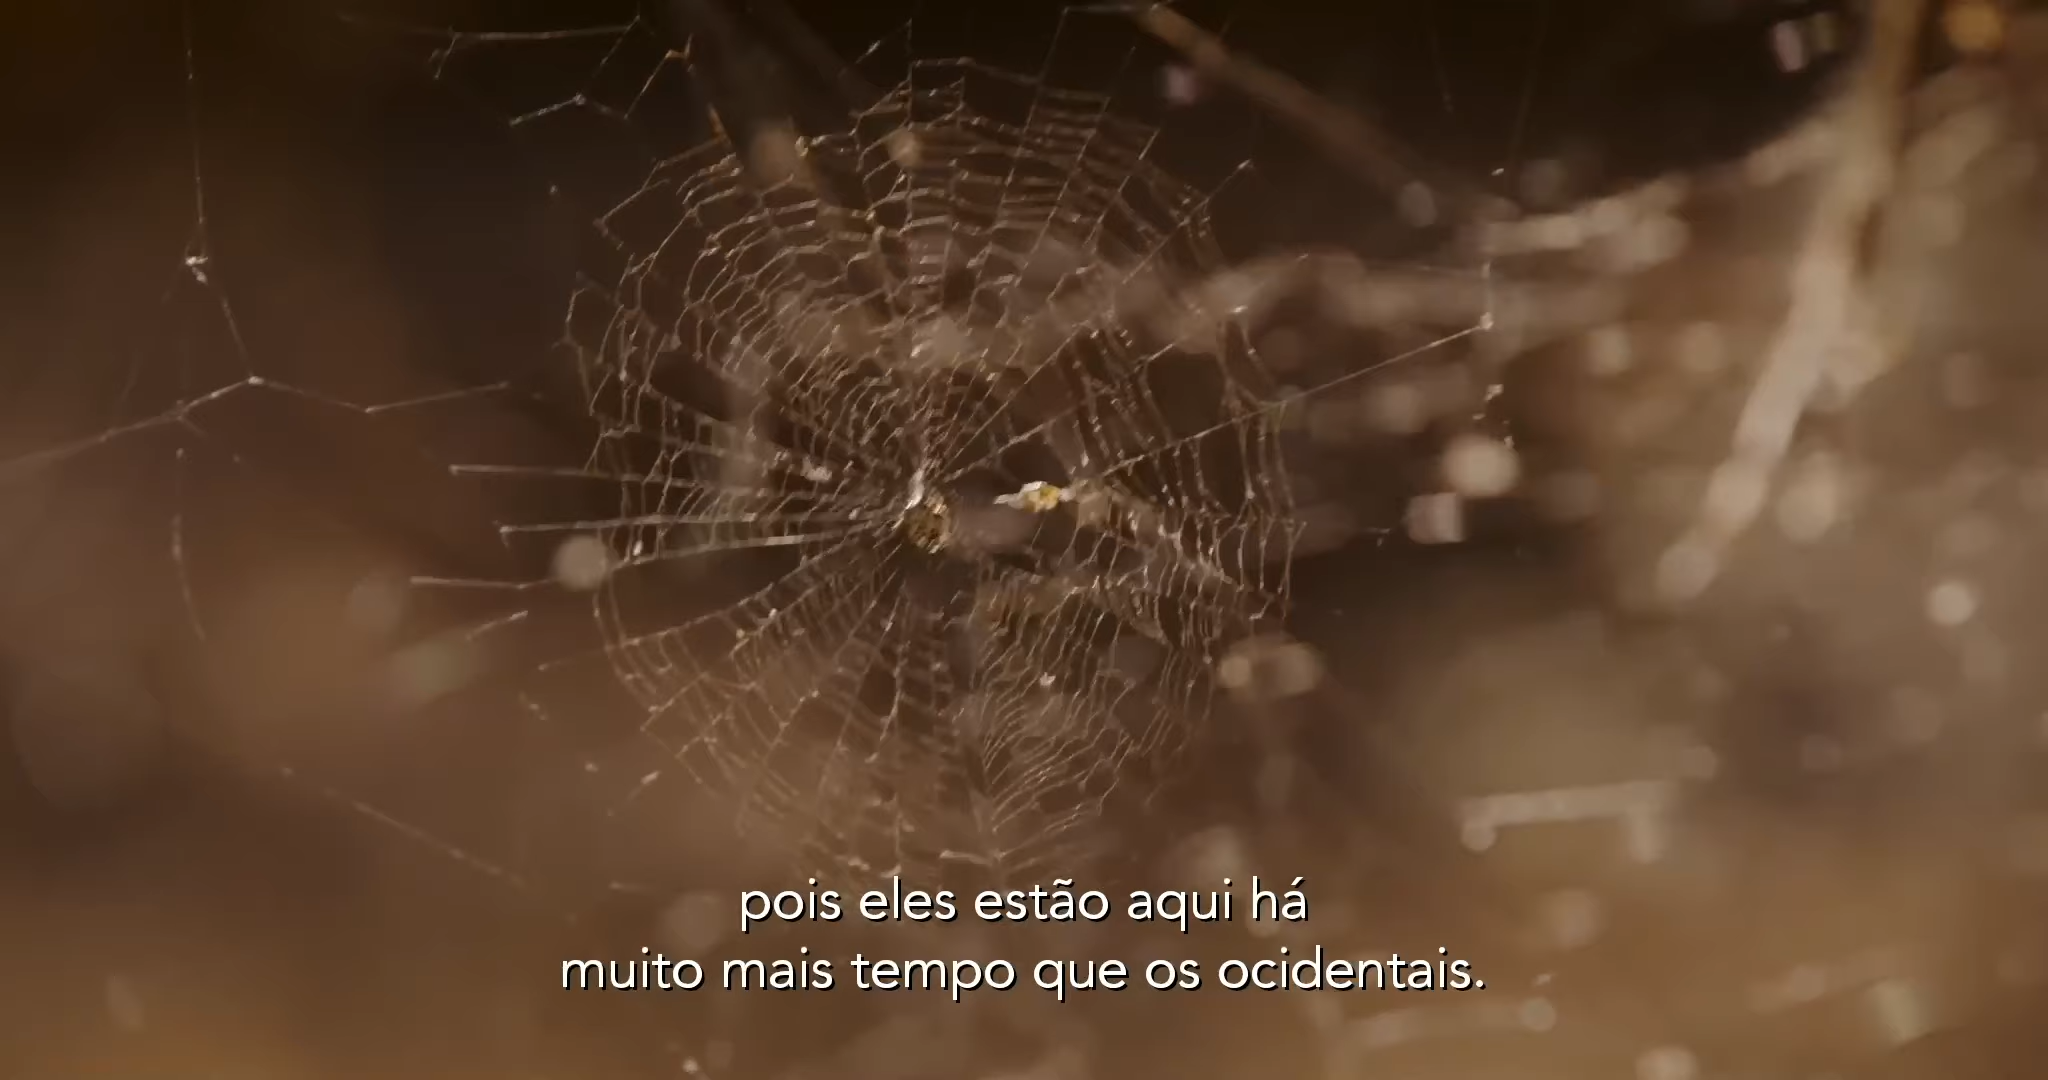 pois eles estão aqui há
muito mais tempo que os ocidentais.